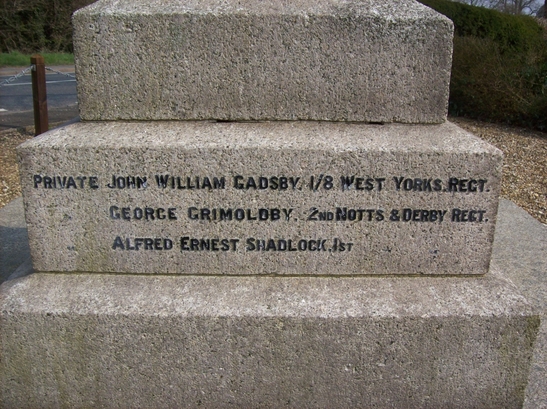 PRIVATE JOHN WILLIAM GADSBY. 1/8. WEST YORKS. REGT.
" GEORGE GRIMOLDBY. 2ND NOTTS & DERBY REGT.
" ALFRED ERNEST SHADLOCK. 1ST " " "